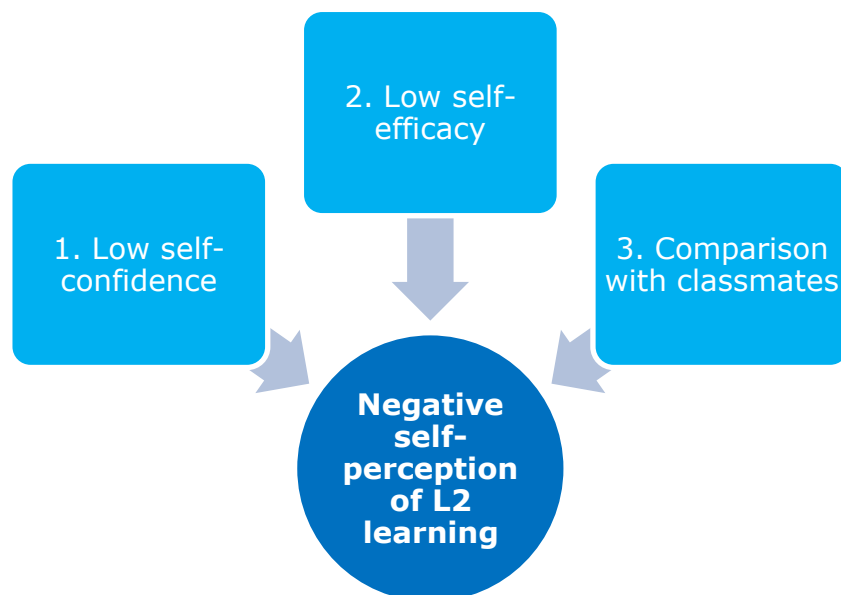 1. Low self-
confidence
2. Low self-
efficacy
3. Comparison
with classmates
Negative
self-
perception
of L2
learning